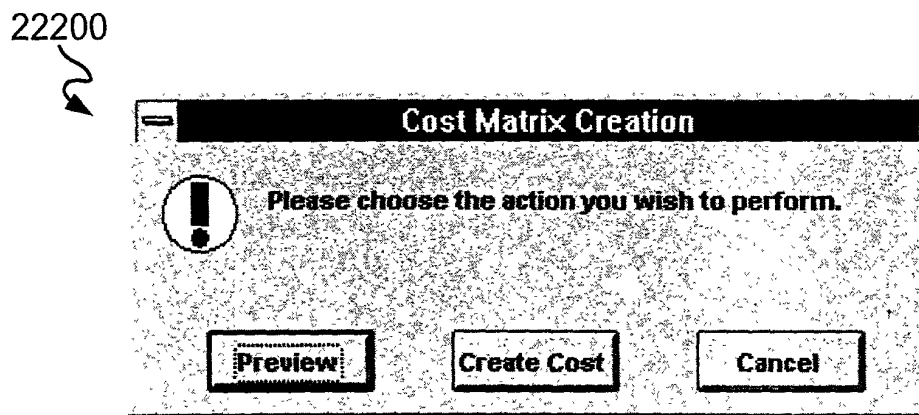 22200
Cost Matrix Creation
Please choose the action you wish to perform.
Preview Create Cost Cancel